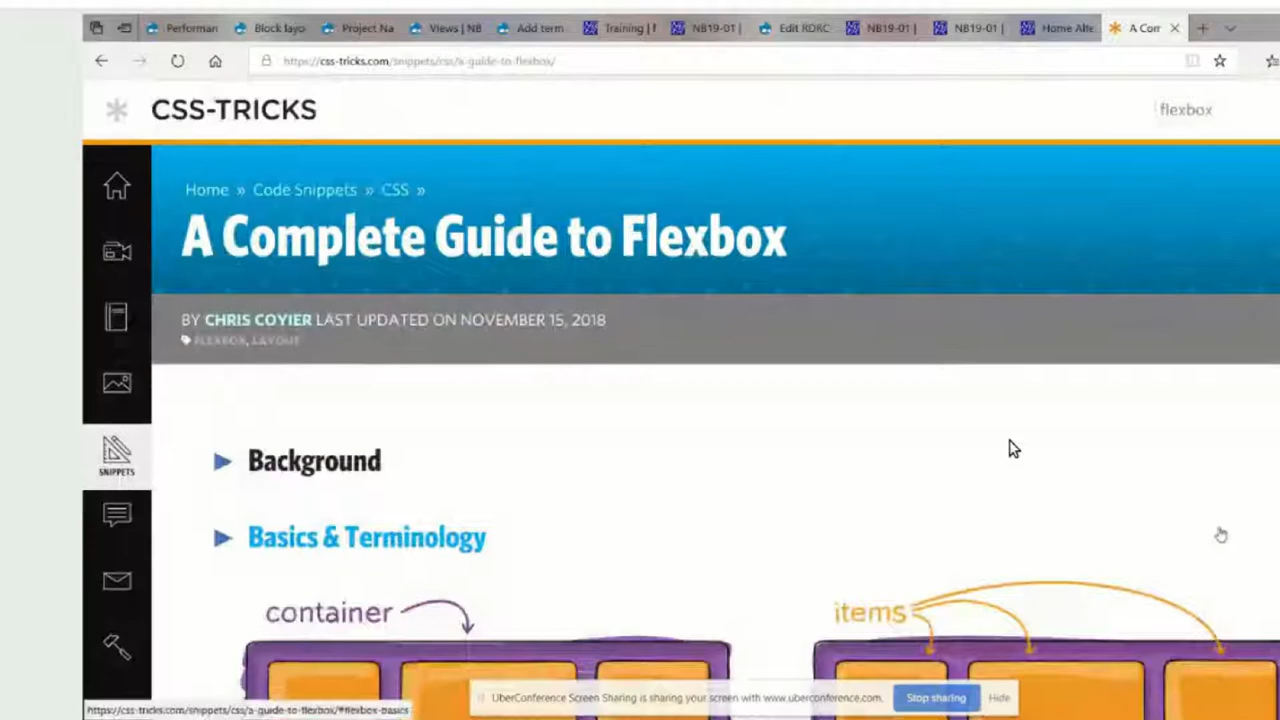 Performan
Block layo
Project Na
Views | NB
Add term
Training | f
NB19-01 |
Edit RDRC
NB19-01 |
NB19-01 |
Home Alte
A Com
https://css-tricks.com/snippets/css/a-guide-to-flexbox/
CSS-TRICKS
flexbox
Home » Code Snippets » CSS »
A Complete Guide to Flexbox
BY CHRIS COYIER LAST UPDATED ON NOVEMBER 15, 2018
FLEXBOX, LAYOUT
Background
SNIPPETS
Basics & Terminology
container
items
UberConference Screen Sharing is sharing your screen with www.uberconference.com.
Stop sharing
Hide
https://css-tricks.com/snippets/css/a-guide-to-flexbox/#flexbox-basics